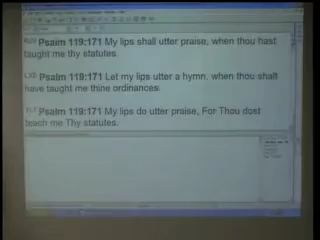 Psalm 119:171 My lips shall utter praise, when thou hast
taught me thy statutes.
Psalm 119:171 Let my lips utter a hymn, when thou shalt
have taught me thine ordinances.
Psalm 119:171 My lips do utter praise, For Thou dost
teach me Thy statutes.